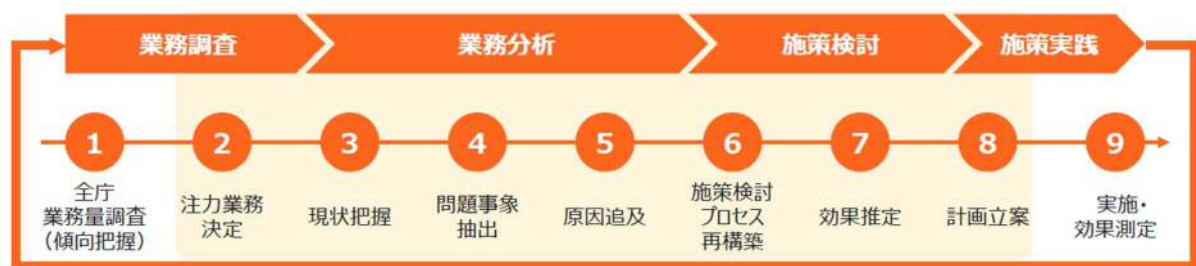 業務調査
業務分析
施策検討
施策実践
1
2
3
4
5
6
7
8
9
全庁
業務量調査
（傾向把握）
注力業務
決定
現状把握
問題事象
抽出
原因追及
施策検討
プロセス
再構築
効果推定
計画立案
実施・
効果測定